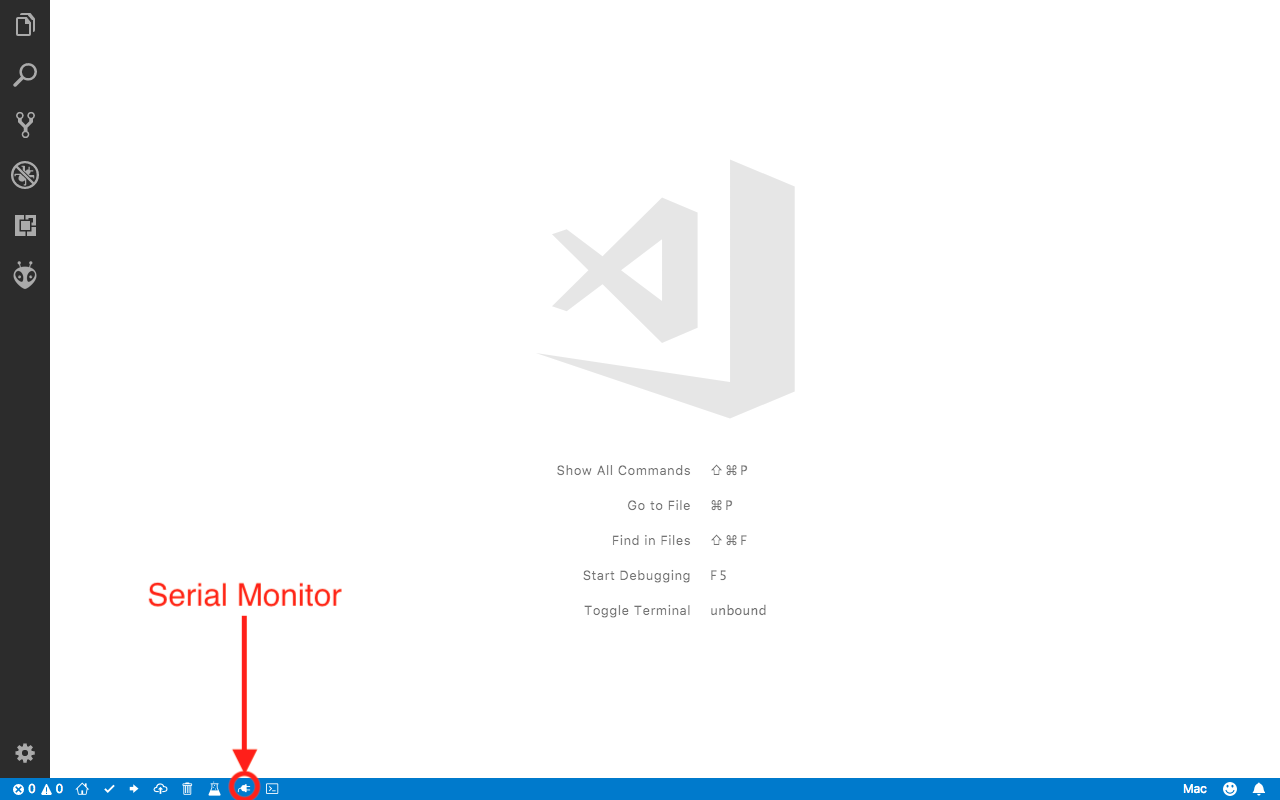 Show All Commands ⇧⌘P
Go to File ⌘P
Find in Files ⇧⌘F
Start Debugging F5
Toggle Terminal unbound
Serial Monitor
0 0 Mac